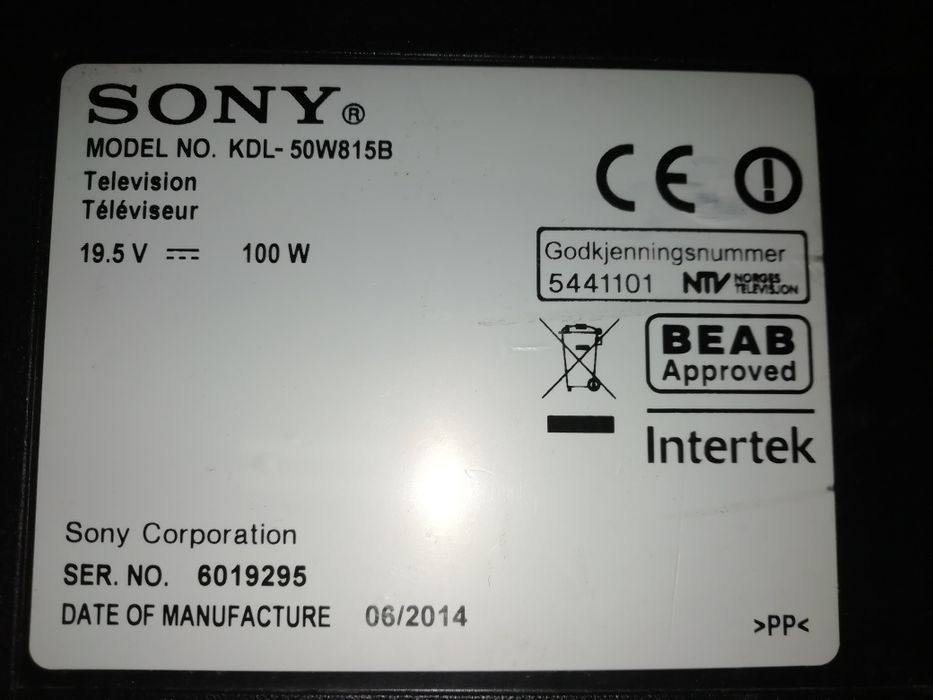 SONY®
MODEL NO. KDL-50W815B
Television
Téléviseur
19.5 V ⎓ 100 W
CE
Godkjenningsnummer
5441101 NTV NORGES TELEVISJON
BEAB
Approved
Intertek
Sony Corporation
SER. NO. 6019295
DATE OF MANUFACTURE 06/2014
>PP<